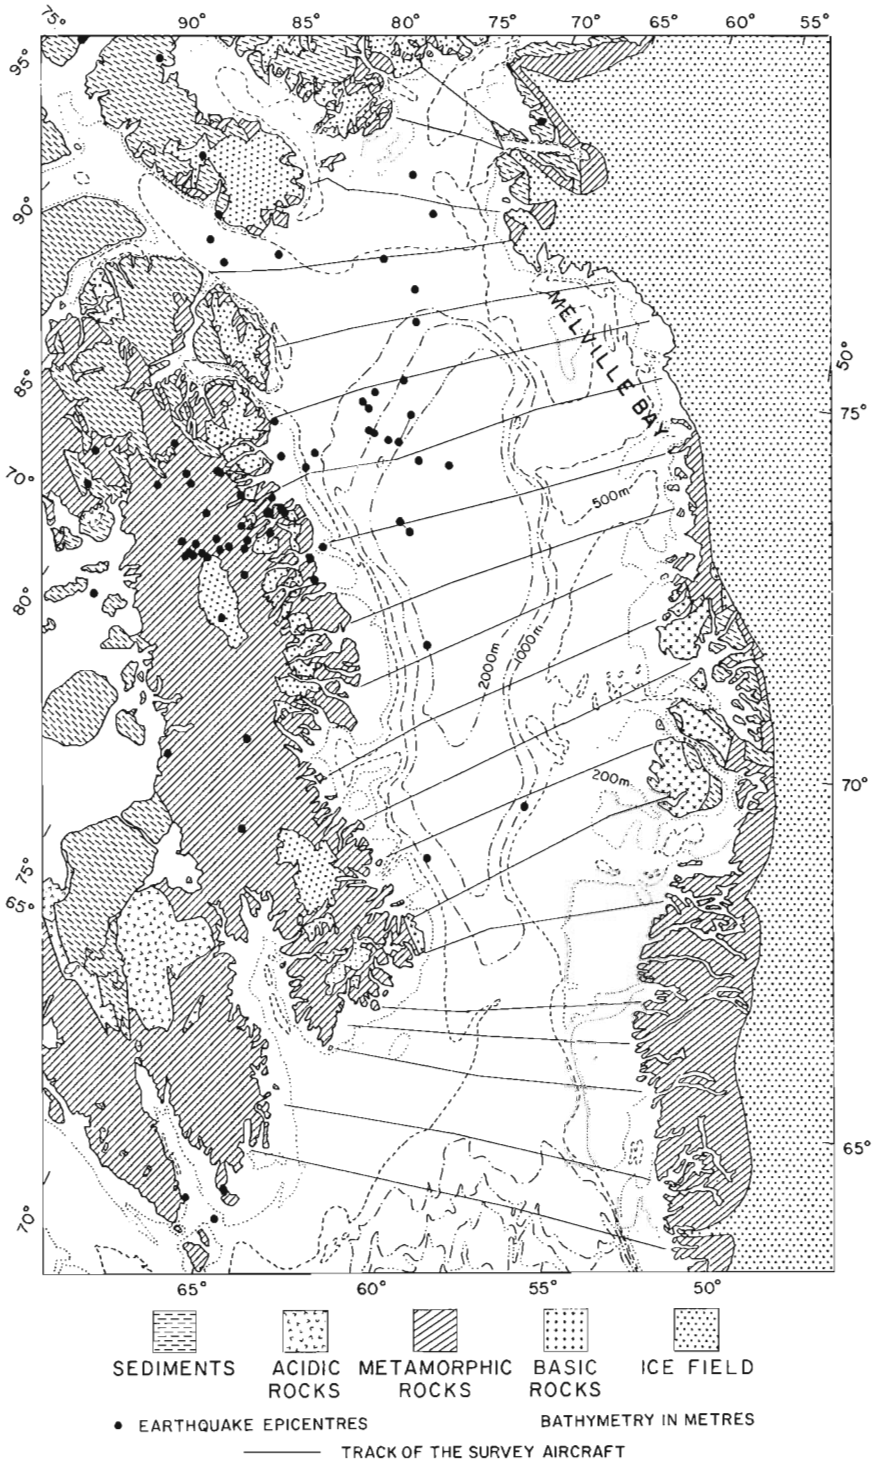 75° 90° 85° 80° 75° 70° 65° 60° 55°
95°
90°
MELVILLE BAY
50°
85°
75°
70°
500m
80°
2000m
1000m
200m
70°
75°
65°
65°
70°
65° 60° 55° 50°
SEDIMENTS ACIDIC ROCKS METAMORPHIC ROCKS BASIC ROCKS ICE FIELD
EARTHQUAKE EPICENTRES BATHYMETRY IN METRES
TRACK OF THE SURVEY AIRCRAFT